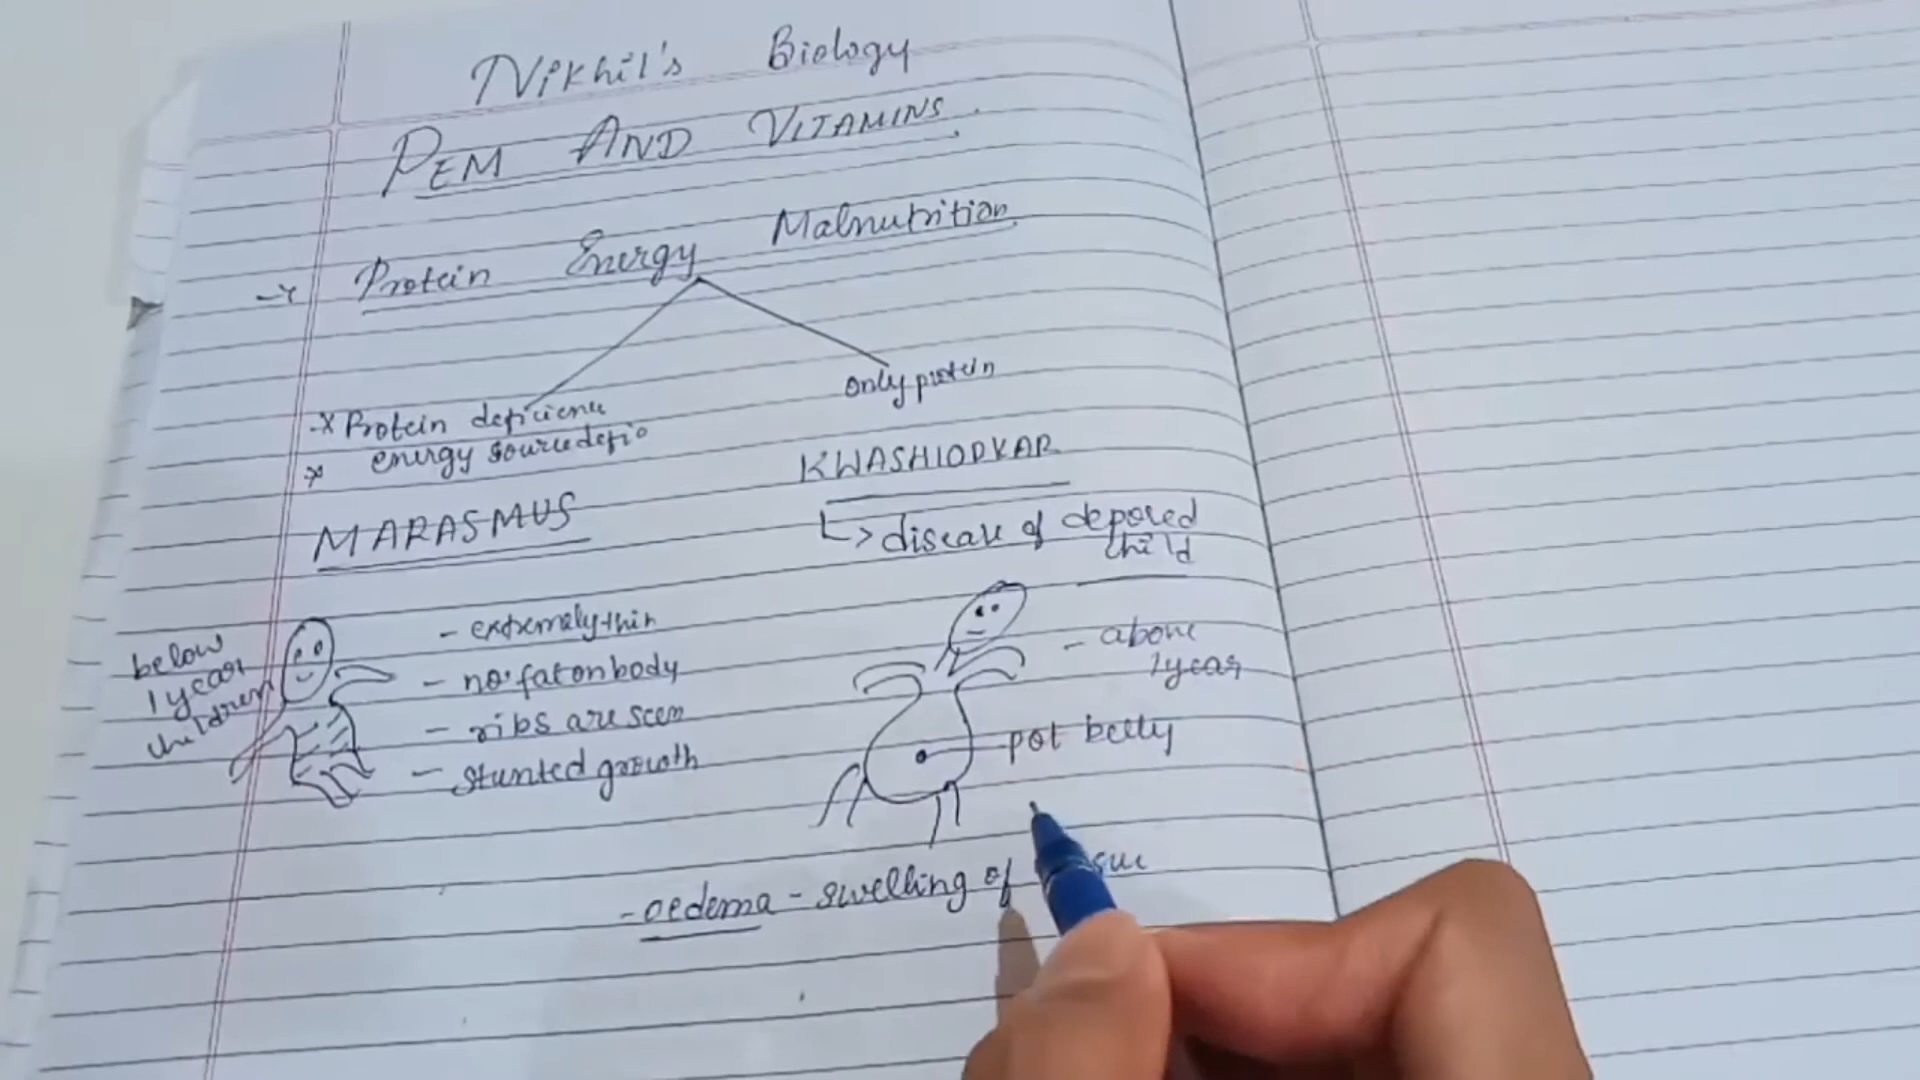 Nikhil's Biology
PEM AND VITAMINS.
Protein Energy Malnutrition
Protein deficienc
energy source defi
only protein
MARASMUS
KWASHIORKAR
disease of depored
child
below
1 year
children
- extremely thin
- no fat on body
- ribs are seen
- stunted growth
- above
1 year
pot belly
- oedema - swelling of